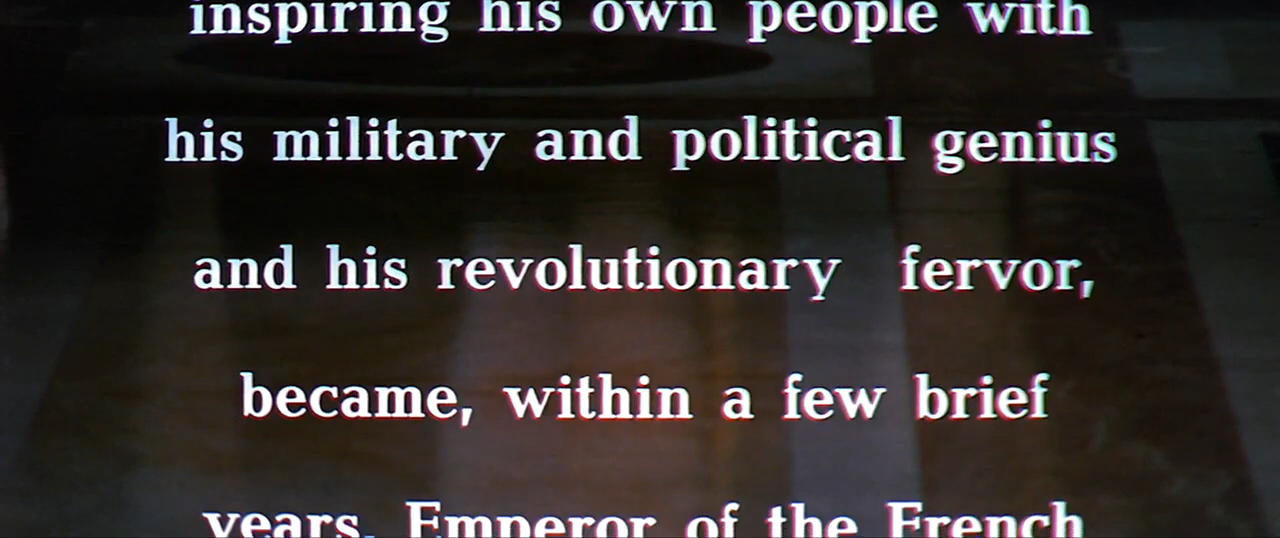 inspiring his own people with
his military and political genius
and his revolutionary fervor,
became, within a few brief
years, Emperor of the French